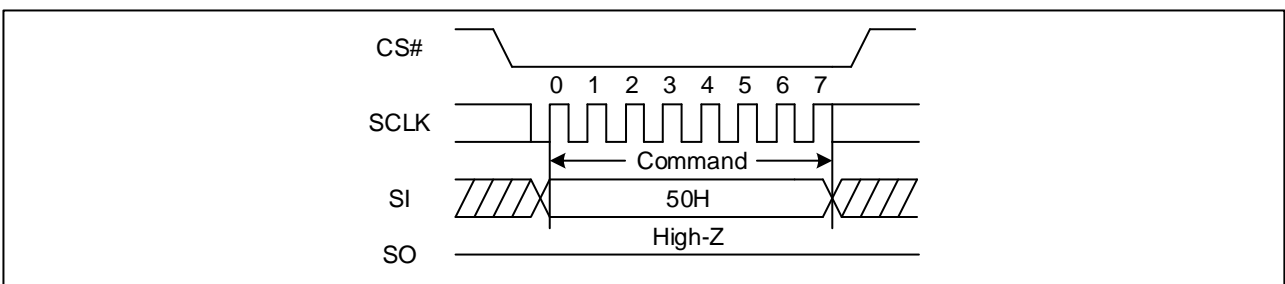 CS#
0 1 2 3 4 5 6 7
SCLK
Command
SI
50H
High-Z
SO